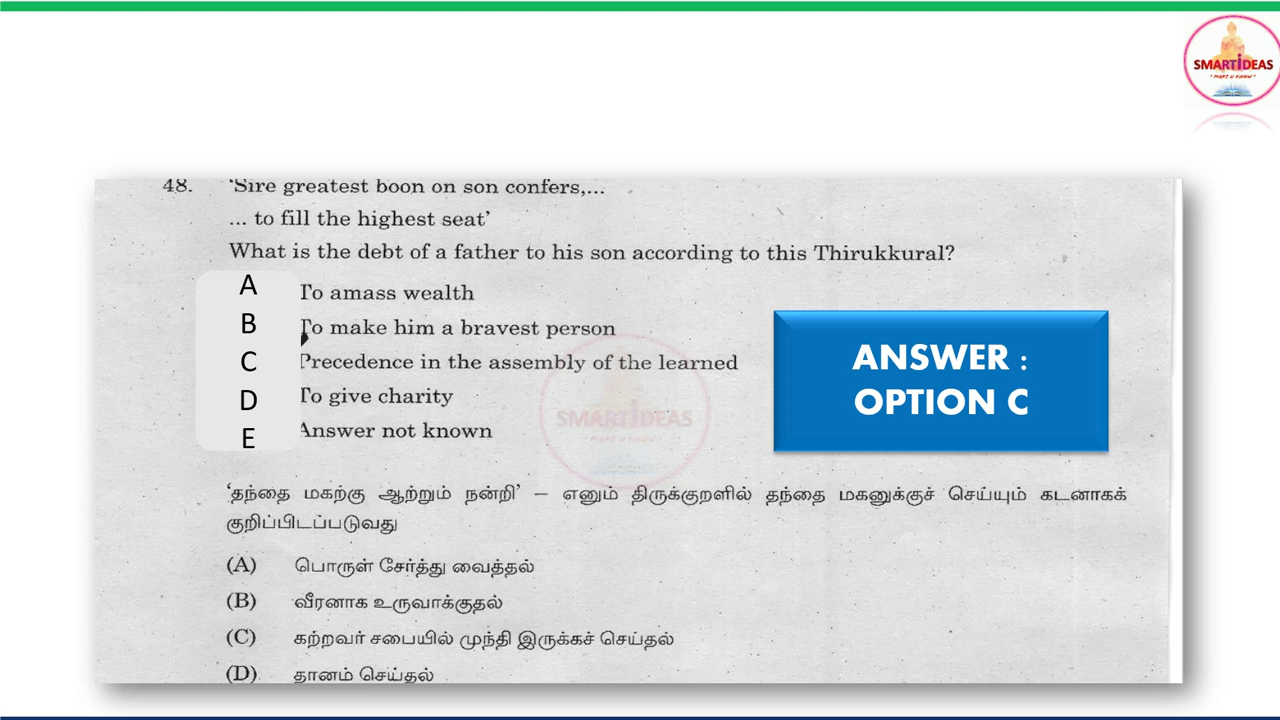 SMARTIDEAS
"MAKE U KNOW"
48. 'Sire greatest boon on son confers,...
... to fill the highest seat'
What is the debt of a father to his son according to this Thirukkural?
A To amass wealth
B To make him a bravest person
C Precedence in the assembly of the learned
D To give charity
E Answer not known
ANSWER :
OPTION C
SMARTIDEAS
'தந்தை மகற்கு ஆற்றும் நன்றி' – எனும் திருக்குறளில் தந்தை மகனுக்குச் செய்யும் கடனாகக்
குறிப்பிடப்படுவது
(A) பொருள் சேர்த்து வைத்தல்
(B) வீரனாக உருவாக்குதல்
(C) கற்றவர் சபையில் முந்தி இருக்கச் செய்தல்
(D) தானம் செய்தல்